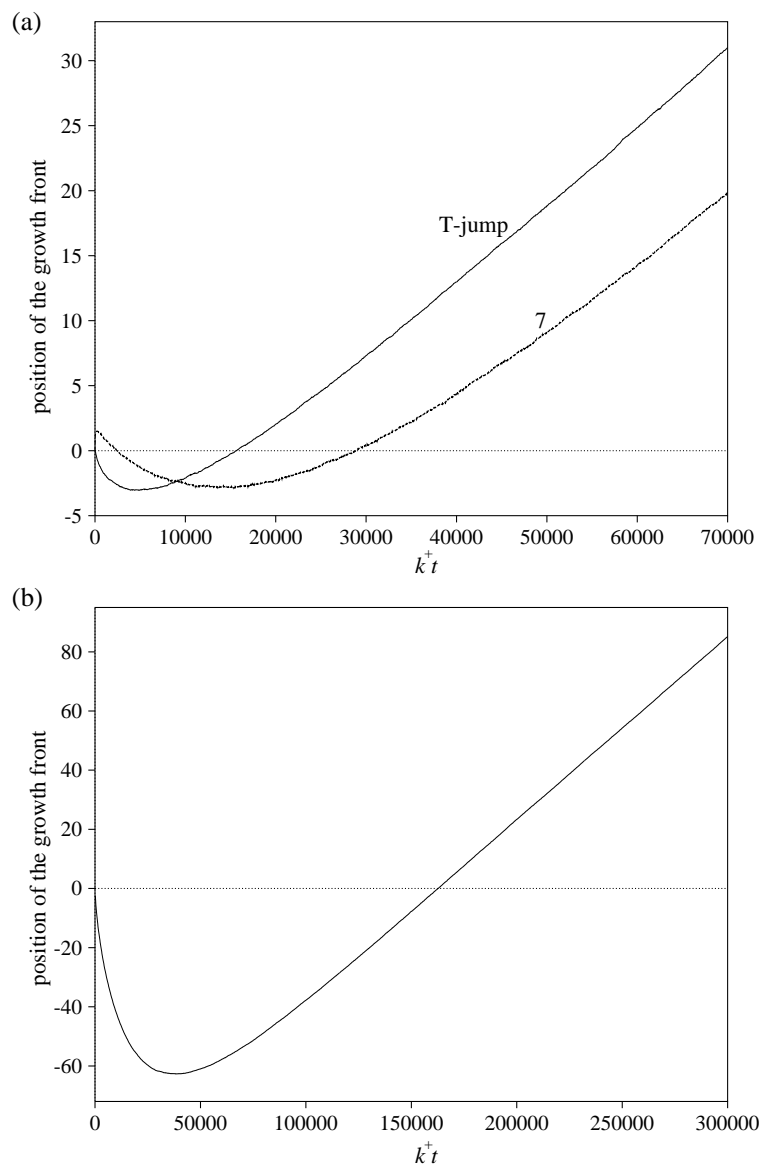 (a)
30
25
20
15
10
5
0
-5
position of the growth front
T-jump
7
0 10000 20000 30000 40000 50000 60000 70000
k⁺t
(b)
80
60
40
20
0
-20
-40
-60
position of the growth front
0 50000 100000 150000 200000 250000 300000
k⁺t